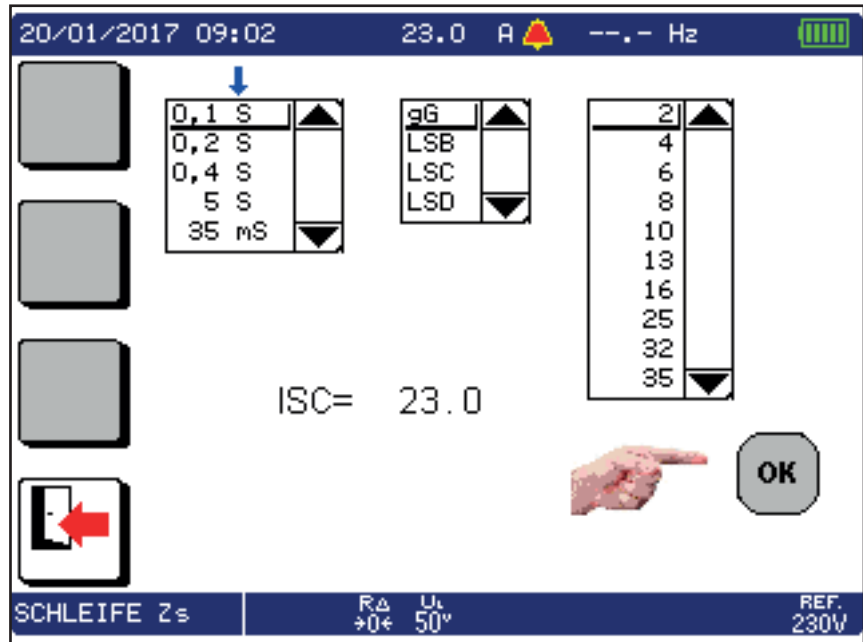 20/01/2017 09:02 23.0 A --.- Hz
0,1 S
0,2 S
0,4 S
5 S
35 mS
gG
LSB
LSC
LSD
2
4
6
8
10
13
16
25
32
35
ISC= 23.0
OK
SCHLEIFE Zs
RΔ
→0←
UL
50V
REF.
230V